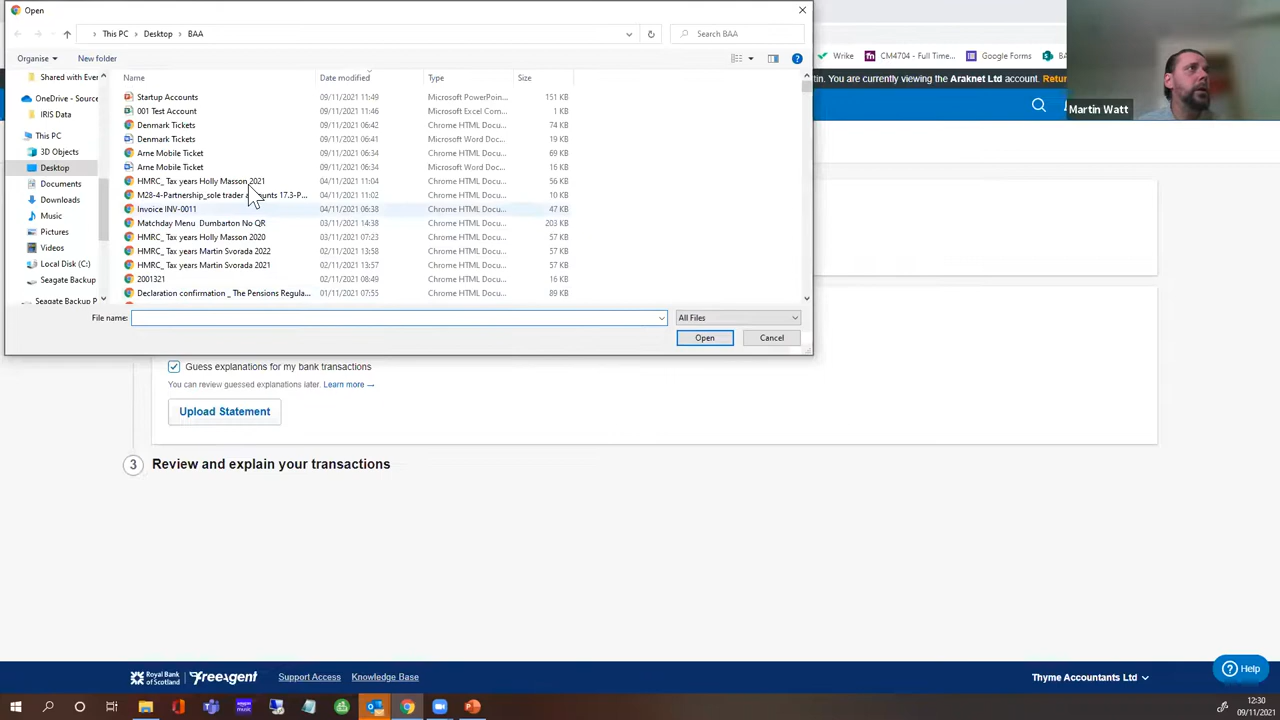 Open
This PC > Desktop > BAA
Search BAA
Organise
New folder
Name Date modified Type Size
Shared with Ever
OneDrive - Source
IRIS Data
This PC
3D Objects
Desktop
Documents
Downloads
Music
Pictures
Videos
Local Disk (C:)
Seagate Backup
Seagate Backup P
Startup Accounts 09/11/2021 11:49 Microsoft PowerPoin... 151 KB
001 Test Account 09/11/2021 11:46 Microsoft Excel Com... 1 KB
Denmark Tickets 09/11/2021 06:42 Chrome HTML Docu... 74 KB
Denmark Tickets 09/11/2021 06:41 Microsoft Word Doc... 19 KB
Arne Mobile Ticket 09/11/2021 06:34 Chrome HTML Docu... 69 KB
Arne Mobile Ticket 09/11/2021 06:34 Microsoft Word Doc... 16 KB
HMRC_ Tax years Holly Masson 2021 04/11/2021 11:04 Chrome HTML Docu... 56 KB
M28-4-Partnership_sole trader accounts 17.3-P... 04/11/2021 11:02 Chrome HTML Docu... 10 KB
Invoice INV-0011 04/11/2021 06:38 Chrome HTML Docu... 47 KB
Matchday Menu Dumbarton No QR 03/11/2021 14:38 Chrome HTML Docu... 203 KB
HMRC_ Tax years Holly Masson 2020 03/11/2021 07:23 Chrome HTML Docu... 57 KB
HMRC_ Tax years Martin Svorada 2022 02/11/2021 13:58 Chrome HTML Docu... 57 KB
HMRC_ Tax years Martin Svorada 2021 02/11/2021 13:57 Chrome HTML Docu... 57 KB
2001321 02/11/2021 08:49 Chrome HTML Docu... 16 KB
Declaration confirmation _ The Pensions Regula... 01/11/2021 07:55 Chrome HTML Docu... 89 KB
File name:
All Files
Open
Cancel
Wrike
CM4704 - Full Time...
Google Forms
BA
tin. You are currently viewing the Araknet Ltd account. Retur
Martin Watt
Guess explanations for my bank transactions
You can review guessed explanations later. Learn more →
Upload Statement
3 Review and explain your transactions
Royal Bank of Scotland
FreeAgent
Support Access
Knowledge Base
Thyme Accountants Ltd
Help
12:30
09/11/2021